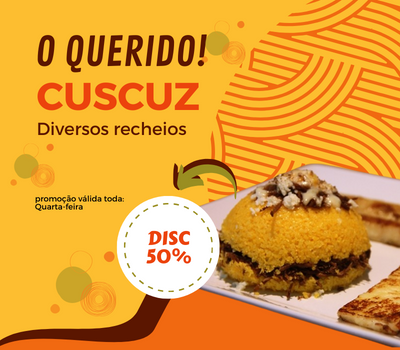 O QUERIDO!
CUSCUZ
Diversos recheios
promoção válida toda:
Quarta-feira
DISC
50%